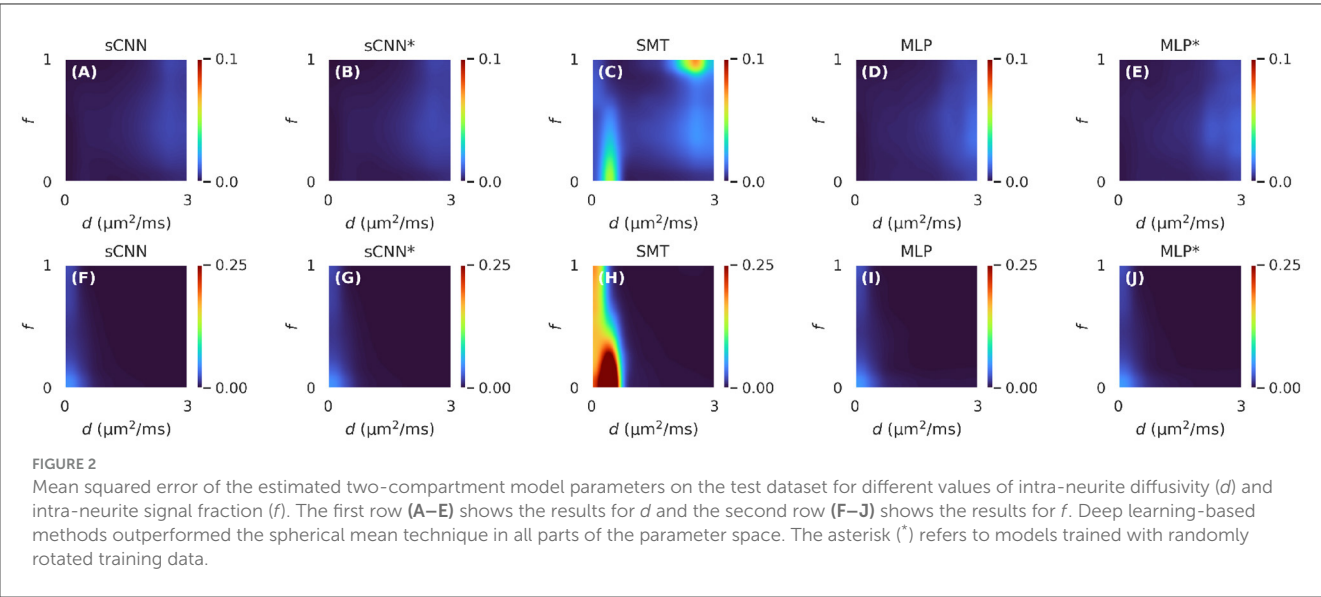 sCNN sCNN* SMT MLP MLP*
1 (A) 0.1 1 (B) 0.1 1 (C) 0.1 1 (D) 0.1 1 (E) 0.1
f f f f f
0 0.0 0 0.0 0 0.0 0 0.0 0 0.0
0 3 0 3 0 3 0 3 0 3
d (μm²/ms) d (μm²/ms) d (μm²/ms) d (μm²/ms) d (μm²/ms)
sCNN sCNN* SMT MLP MLP*
1 (F) 0.25 1 (G) 0.25 1 (H) 0.25 1 (I) 0.25 1 (J) 0.25
f f f f f
0 0.00 0 0.00 0 0.00 0 0.00 0 0.00
0 3 0 3 0 3 0 3 0 3
d (μm²/ms) d (μm²/ms) d (μm²/ms) d (μm²/ms) d (μm²/ms)
FIGURE 2
Mean squared error of the estimated two-compartment model parameters on the test dataset for different values of intra-neurite diffusivity (d) and
intra-neurite signal fraction (f). The first row (A–E) shows the results for d and the second row (F–J) shows the results for f. Deep learning-based
methods outperformed the spherical mean technique in all parts of the parameter space. The asterisk (*) refers to models trained with randomly
rotated training data.